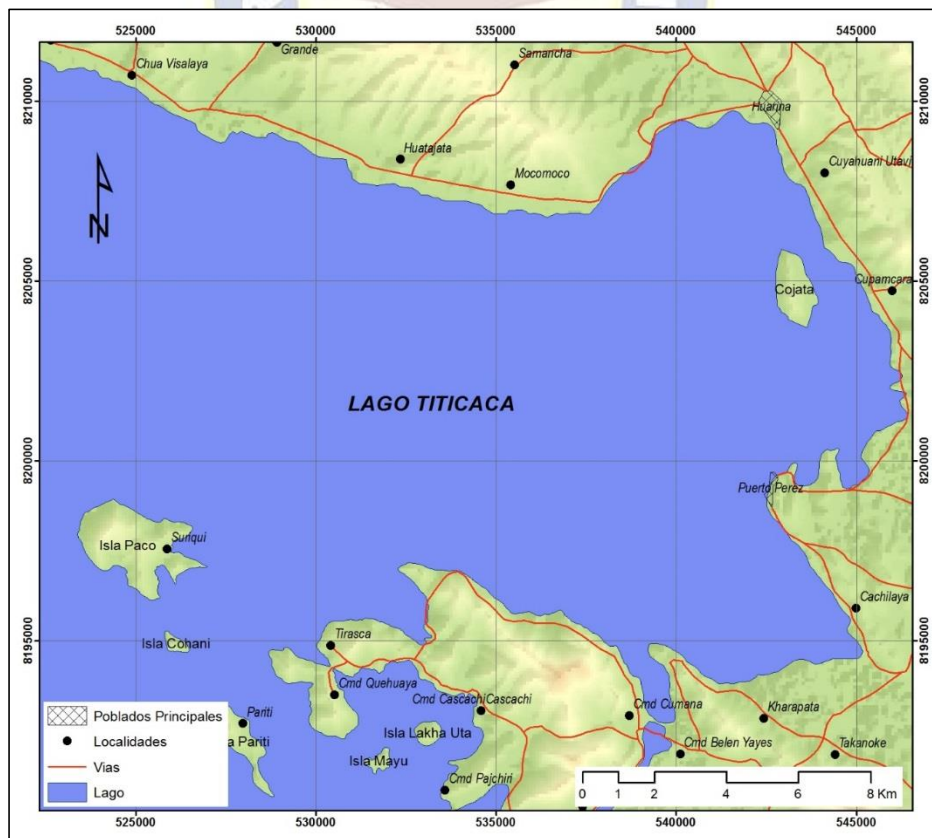 525000 530000 535000 540000 545000
Grande
Samancha
Chua Visalaya
8210000 8210000
Huarina
Huatajata
Cuyahuani Utavi
Mocomoco
N
8205000 8205000
Cupamcara
Cojata
LAGO TITICACA
8200000 8200000
Puerto Perez
Suriqui
Isla Paco
Cachilaya
Isla Cohani
8195000 8195000
Tirasca
Cmd Quehuaya
Cmd Cascachi Cascachi
Cmd Cumana
Kharapata
Pariti
Isla Lakha Uta
a Pariti
Cmd Belen Yayes
Takanoke
Isla Mayu
Cmd Pajchiri
Poblados Principales
Localidades
Vias
Lago
0 1 2 4 6 8 Km
525000 530000 535000 540000 545000